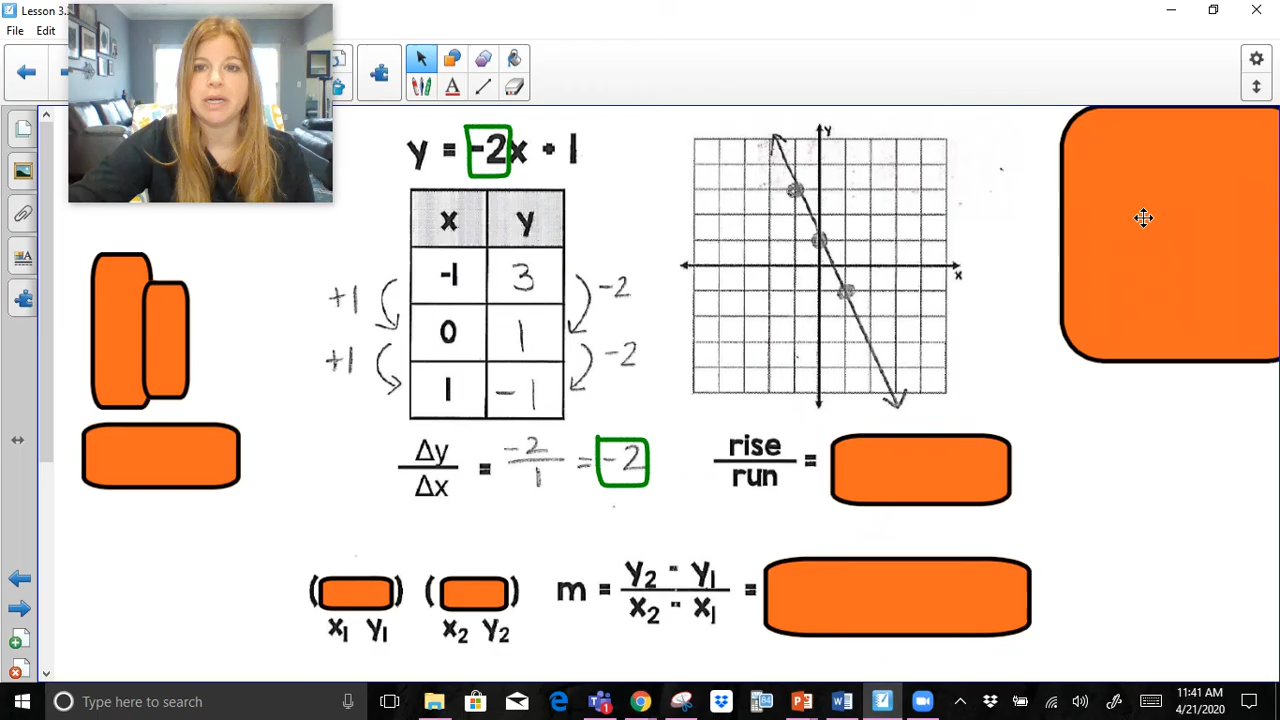 Lesson 3.
File Edit
y = -2x + 1
x y
-1 3
0 1
1 -1
+1
+1
-2
-2
Δy/Δx = -2/1 = -2
y
x
rise/run =
( ) ( )
x₁ y₁ x₂ y₂
m = y₂ - y₁/x₂ - x₁ =
Type here to search
11:41 AM
4/21/2020